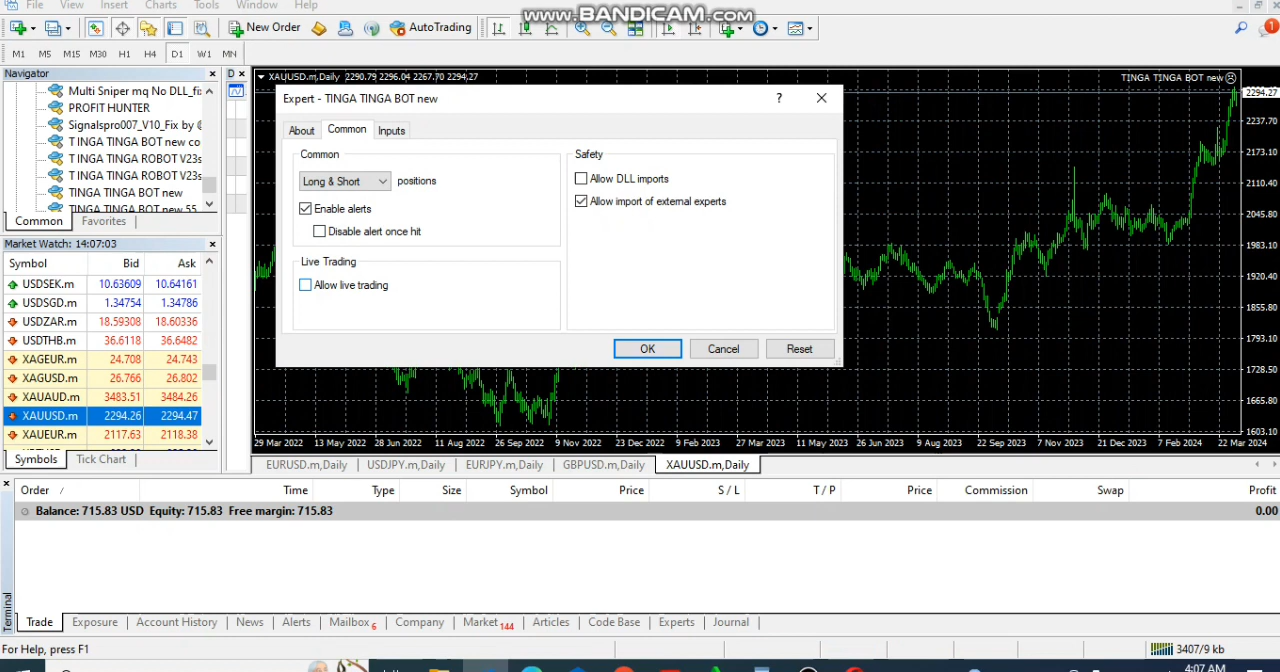 File View Insert Charts Tools Window Help
www.BANDICAM.com
New Order AutoTrading
1
M1 M5 M15 M30 H1 H4 D1 W1 MN
Navigator
Multi Sniper mq No DLL_fix
PROFIT HUNTER
Signalspro007_V10_Fix by @
T INGA TINGA BOT new co
T INGA TINGA ROBOT V23s
T INGA TINGA ROBOT V23s
TINGA TINGA BOT new
TINGA TINGA BOT new 55
Common Favorites
Market Watch: 14:07:03
Symbol Bid Ask
USDSEK.m 10.63609 10.64161
USDSGD.m 1.34754 1.34786
USDZAR.m 18.59308 18.60336
USDTHB.m 36.6118 36.6482
XAGEUR.m 24.708 24.743
XAGUSD.m 26.766 26.802
XAUAUD.m 3483.51 3484.26
XAUUSD.m 2294.26 2294.47
XAUEUR.m 2117.63 2118.38
Symbols Tick Chart
D
XAUUSD.m,Daily 2290.79 2296.04 2267.70 2294.27
TINGA TINGA BOT new
Expert - TINGA TINGA BOT new
?
About Common Inputs
Common
Long & Short positions
Enable alerts
Disable alert once hit
Live Trading
Allow live trading
Safety
Allow DLL imports
Allow import of external experts
OK Cancel Reset
2294.27
2237.70
2173.10
2110.40
2045.80
1983.10
1920.40
1855.80
1793.10
1728.50
1665.80
1603.10
29 Mar 2022 13 May 2022 28 Jun 2022 11 Aug 2022 26 Sep 2022 9 Nov 2022 23 Dec 2022 9 Feb 2023 27 Mar 2023 11 May 2023 26 Jun 2023 9 Aug 2023 22 Sep 2023 7 Nov 2023 21 Dec 2023 7 Feb 2024 22 Mar 2024
EURUSD.m,Daily USDJPY.m,Daily EURJPY.m,Daily GBPUSD.m,Daily XAUUSD.m,Daily
Order Time Type Size Symbol Price S / L T / P Price Commission Swap Profit
Balance: 715.83 USD Equity: 715.83 Free margin: 715.83 0.00
Terminal
Trade Exposure Account History News Alerts Mailbox 6 Company Market 144 Articles Code Base Experts Journal
For Help, press F1
3407/9 kb
4:07 AM